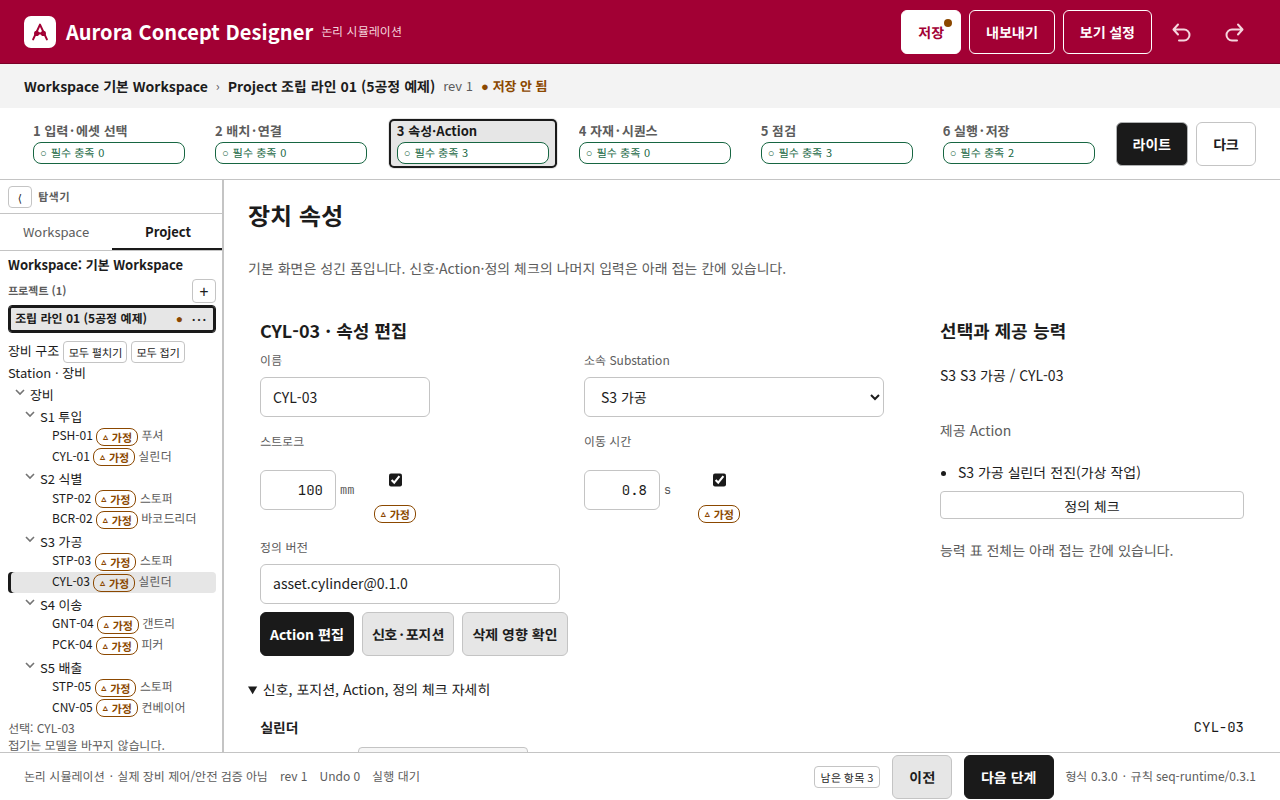 Aurora Concept Designer 논리 시뮬레이션 저장 내보내기 보기 설정
Workspace 기본 Workspace › Project 조립 라인 01 (5공정 예제) rev 1 ● 저장 안 됨
1 입력·에셋 선택 2 배치·연결 3 속성·Action 4 자재·시퀀스 5 점검 6 실행·저장
○ 필수 충족 0 ○ 필수 충족 0 ○ 필수 충족 3 ○ 필수 충족 0 ○ 필수 충족 3 ○ 필수 충족 2
라이트 다크
⟨ 탐색기
Workspace Project
Workspace: 기본 Workspace
프로젝트 (1) +
조립 라인 01 (5공정 예제) ● ···
장비 구조 모두 펼치기 모두 접기
Station · 장비
장비
S1 투입
PSH-01 ▵ 가정 푸셔
CYL-01 ▵ 가정 실린더
S2 식별
STP-02 ▵ 가정 스토퍼
BCR-02 ▵ 가정 바코드리더
S3 가공
STP-03 ▵ 가정 스토퍼
CYL-03 ▵ 가정 실린더
S4 이송
GNT-04 ▵ 가정 갠트리
PCK-04 ▵ 가정 피커
S5 배출
STP-05 ▵ 가정 스토퍼
CNV-05 ▵ 가정 컨베이어
선택: CYL-03
접기는 모델을 바꾸지 않습니다.
장치 속성
기본 화면은 성긴 폼입니다. 신호·Action·정의 체크의 나머지 입력은 아래 접는 칸에 있습니다.
CYL-03 · 속성 편집
이름 소속 Substation
CYL-03 S3 가공
스트로크 이동 시간
100 mm 0.8 s
▵ 가정 ▵ 가정
정의 버전
asset.cylinder@0.1.0
Action 편집 신호·포지션 삭제 영향 확인
▼ 신호, 포지션, Action, 정의 체크 자세히
실린더 CYL-03
선택과 제공 능력
S3 S3 가공 / CYL-03
제공 Action
• S3 가공 실린더 전진(가상 작업)
정의 체크
능력 표 전체는 아래 접는 칸에 있습니다.
논리 시뮬레이션 · 실제 장비 제어/안전 검증 아님 rev 1 Undo 0 실행 대기
남은 항목 3 이전 다음 단계 형식 0.3.0 · 규칙 seq-runtime/0.3.1